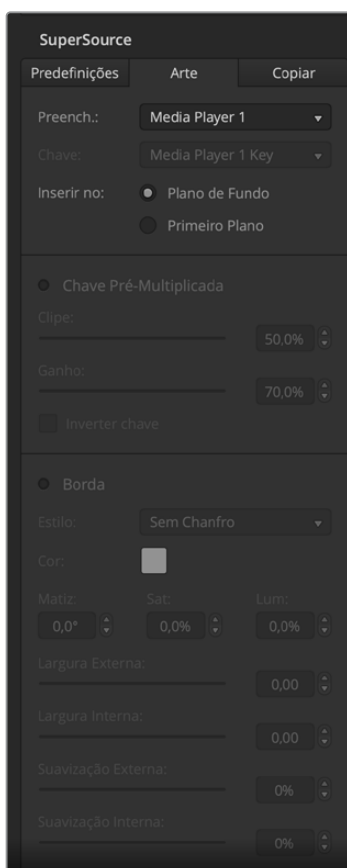 SuperSource
Predefinições Arte Copiar
Preench.: Media Player 1
Chave: Media Player 1 Key
Inserir no: Plano de Fundo
Primeiro Plano
Chave Pré-Multiplicada
Clipe:
50,0%
Ganho:
70,0%
Inverter chave
Borda
Estilo: Sem Chanfro
Cor:
Matiz: Sat: Lum:
0,0° 0,0% 0,0%
Largura Externa:
0,00
Largura Interna:
0,00
Suavização Externa:
0%
Suavização Interna:
0%